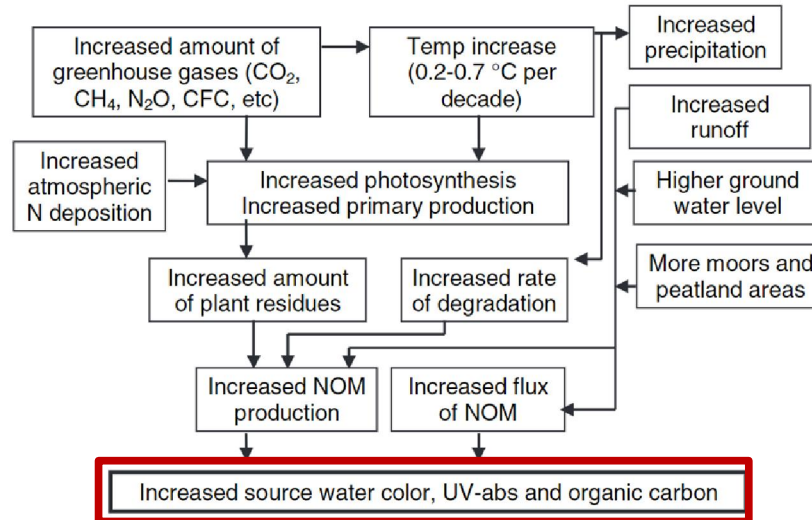 Increased amount of
greenhouse gases (CO₂,
CH₄, N₂O, CFC, etc)
Temp increase
(0.2-0.7 °C per
decade)
Increased
precipitation
Increased
runoff
Increased
atmospheric
N deposition
Increased photosynthesis
Increased primary production
Higher ground
water level
Increased amount
of plant residues
Increased rate
of degradation
More moors and
peatland areas
Increased NOM
production
Increased flux
of NOM
Increased source water color, UV-abs and organic carbon